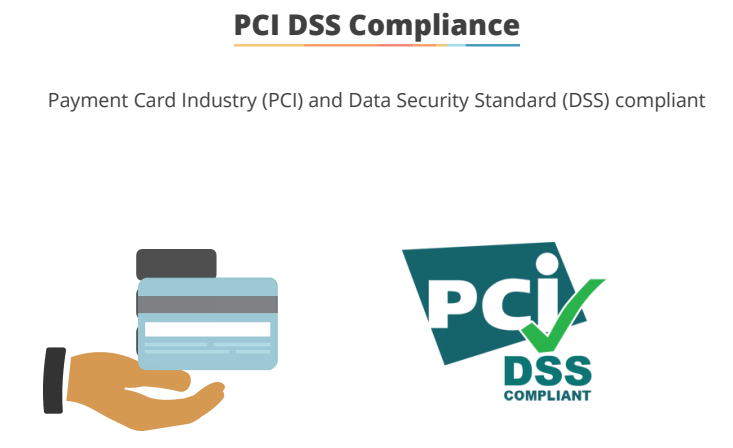 PCI DSS Compliance
Payment Card Industry (PCI) and Data Security Standard (DSS) compliant
PCi
DSS
COMPLIANT